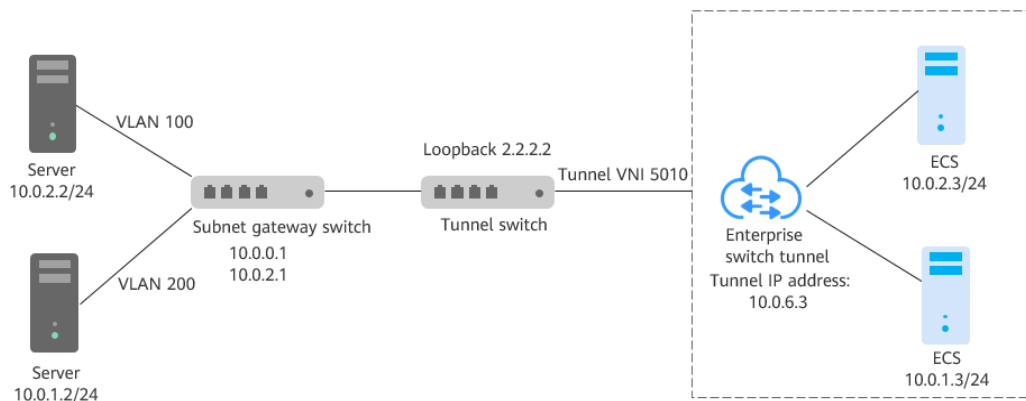 VLAN 100
Server
10.0.2.2/24
VLAN 200
Server
10.0.1.2/24
Subnet gateway switch
10.0.0.1
10.0.2.1
Loopback 2.2.2.2
Tunnel switch
Tunnel VNI 5010
Enterprise
switch tunnel
Tunnel IP address:
10.0.6.3
ECS
10.0.2.3/24
ECS
10.0.1.3/24